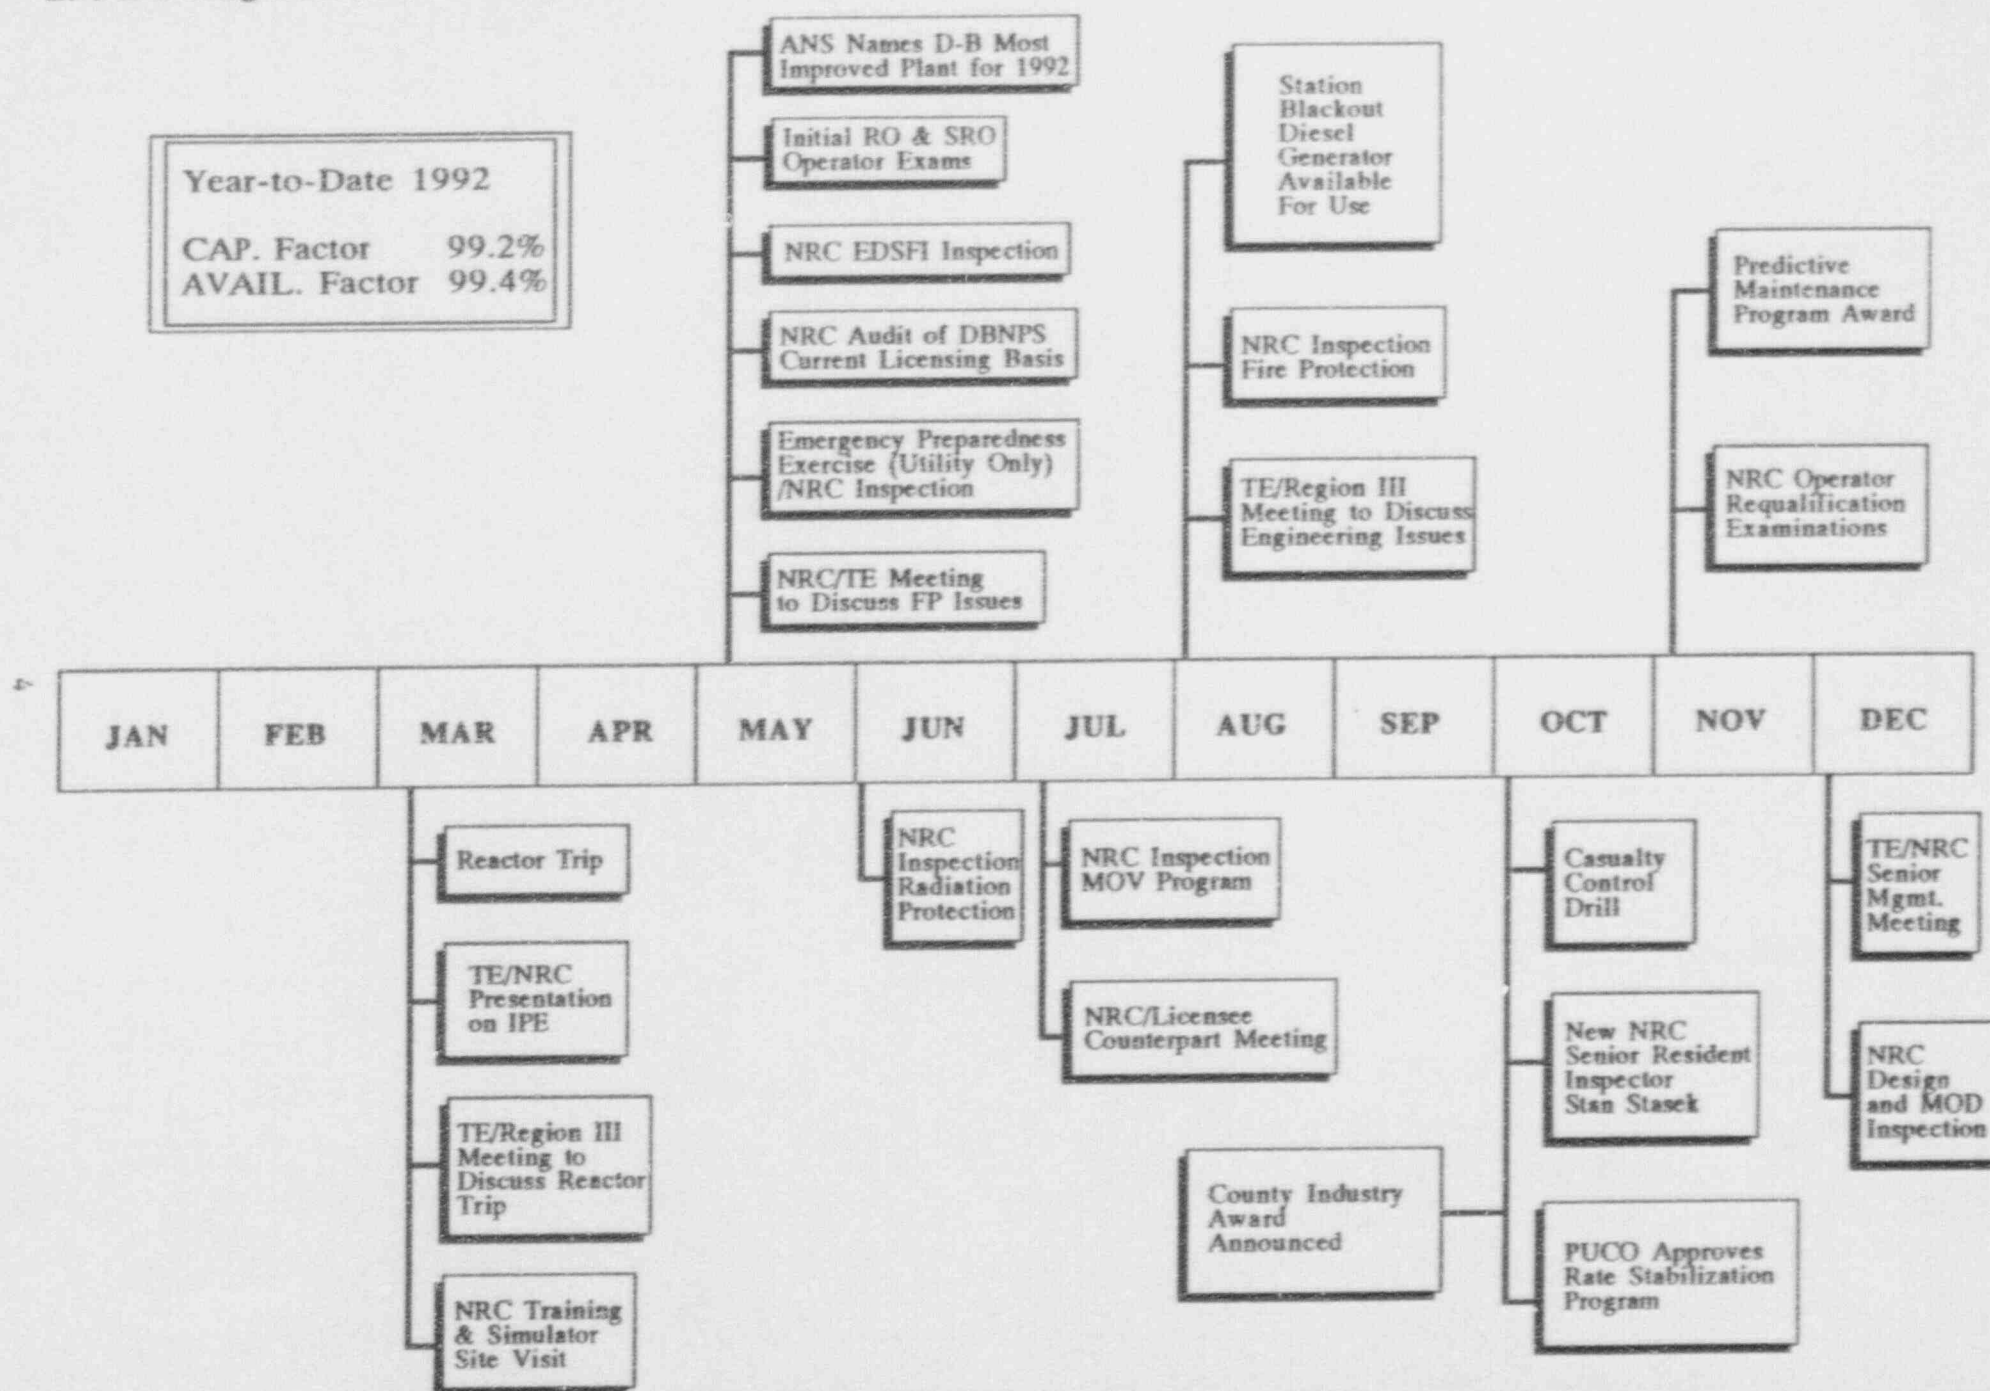 ANS Names D-B Most
Improved Plant for 1992
Initial RO & SRO
Operator Exams
NRC EDSFI Inspection
NRC Audit of DBNPS
Current Licensing Basis
Emergency Preparedness
Exercise (Utility Only)
/NRC Inspection
NRC/TE Meeting
to Discuss FP Issues
Year-to-Date 1992
CAP. Factor 99.2%
AVAIL. Factor 99.4%
Station
Blackout
Diesel
Generator
Available
For Use
NRC Inspection
Fire Protection
TE/Region III
Meeting to Discuss
Engineering Issues
Predictive
Maintenance
Program Award
NRC Operator
Requalification
Examinations
4
JAN FEB MAR APR MAY JUN JUL AUG SEP OCT NOV DEC
Reactor Trip
TE/NRC
Presentation
on IPE
TE/Region III
Meeting to
Discuss Reactor
Trip
NRC Training
& Simulator
Site Visit
NRC
Inspection
Radiation
Protection
NRC Inspection
MOV Program
NRC/Licensee
Counterpart Meeting
County Industry
Award
Announced
Casualty
Control
Drill
New NRC
Senior Resident
Inspector
Stan Stasek
PUCO Approves
Rate Stabilization
Program
TE/NRC
Senior
Mgmt.
Meeting
NRC
Design
and MOD
Inspection